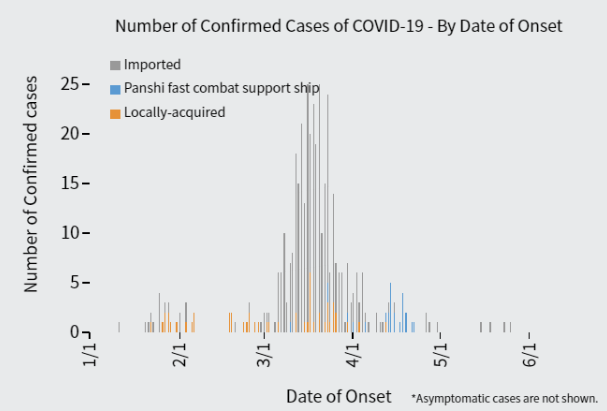 Number of Confirmed Cases of COVID-19 - By Date of Onset
Imported
Panshi fast combat support ship
Locally-acquired
Number of Confirmed cases
25
20
15
10
5
0
1/1
2/1
3/1
4/1
5/1
6/1
Date of Onset
*Asymptomatic cases are not shown.